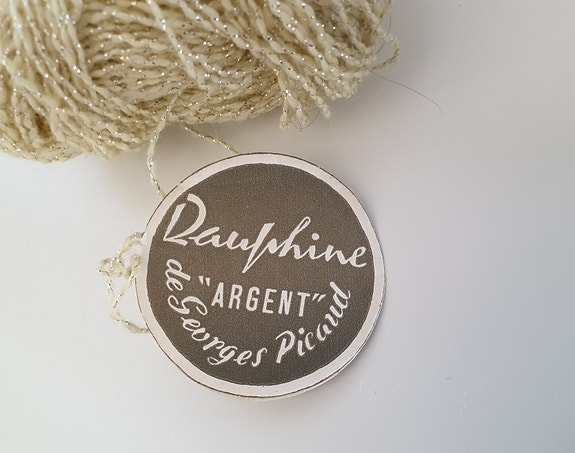 Dauphine
"ARGENT"
de Georges Picaud